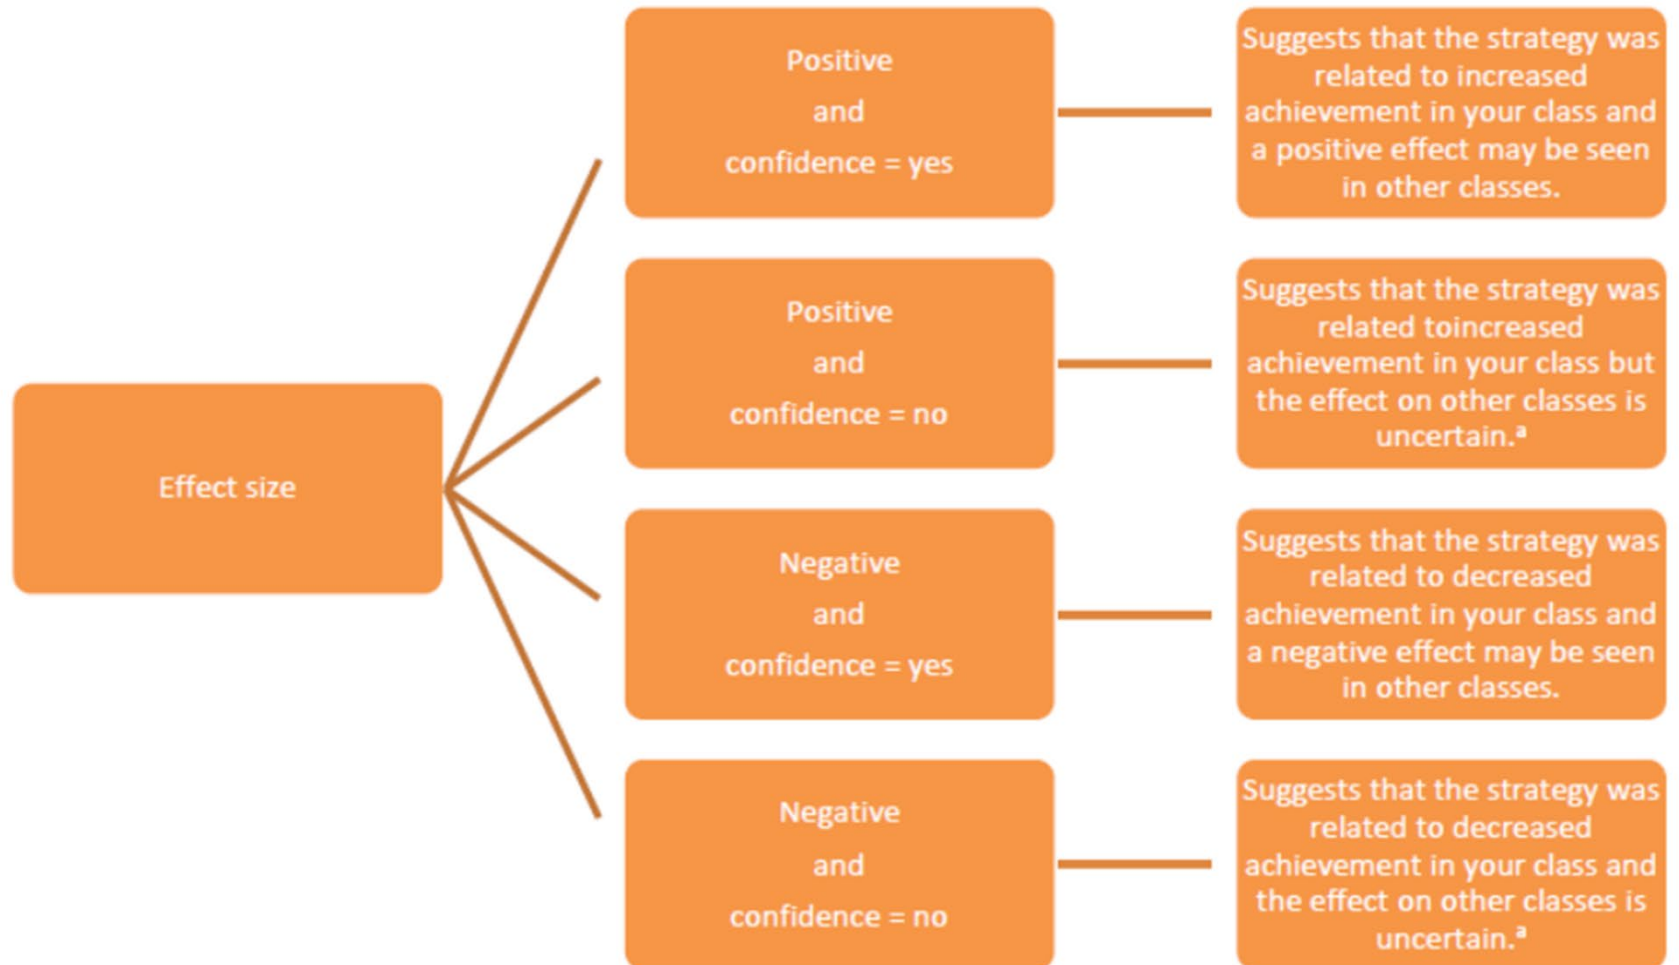 Effect size
Positive
and
confidence = yes
Suggests that the strategy was
related to increased
achievement in your class and
a positive effect may be seen
in other classes.
Positive
and
confidence = no
Suggests that the strategy was
related toincreased
achievement in your class but
the effect on other classes is
uncertain.ª
Negative
and
confidence = yes
Suggests that the strategy was
related to decreased
achievement in your class and
a negative effect may be seen
in other classes.
Negative
and
confidence = no
Suggests that the strategy was
related to decreased
achievement in your class and
the effect on other classes is
uncertain.ª